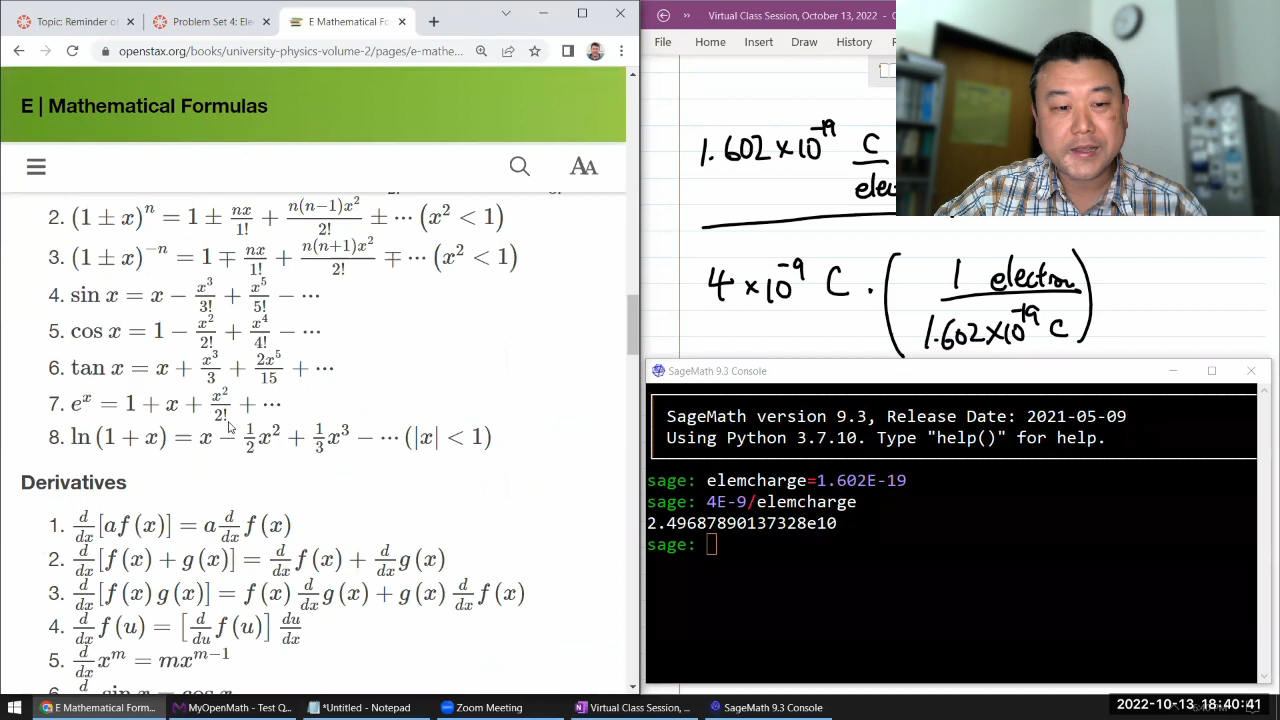 Topic: Reminder of
Problem Set 4: Ele
E Mathematical Fo
openstax.org/books/university-physics-volume-2/pages/e-mathe...
E | Mathematical Formulas
2. (1 ± x)^n = 1 ± nx/1! + n(n−1)x²/2! ± ⋯ (x² < 1)
3. (1 ± x)^−n = 1 ∓ nx/1! + n(n+1)x²/2! ∓ ⋯ (x² < 1)
4. sin x = x − x³/3! + x⁵/5! − ⋯
5. cos x = 1 − x²/2! + x⁴/4! − ⋯
6. tan x = x + x³/3 + 2x⁵/15 + ⋯
7. e^x = 1 + x + x²/2! + ⋯
8. ln (1 + x) = x − 1/2 x² + 1/3 x³ − ⋯ (|x| < 1)
Derivatives
1. d/dx [a f (x)] = a d/dx f (x)
2. d/dx [f (x) + g (x)] = d/dx f (x) + d/dx g (x)
3. d/dx [f (x) g (x)] = f (x) d/dx g (x) + g (x) d/dx f (x)
4. d/dx f (u) = [d/du f (u)] du/dx
5. d/dx x^m = mx^m−1
Virtual Class Session, October 13, 2022 -
File Home Insert Draw History
1.602×10^-19 C/elec
4 ×10^-9 C · (1 electron / 1.602×10^-19 C)
SageMath 9.3 Console
SageMath version 9.3, Release Date: 2021-05-09
Using Python 3.7.10. Type "help()" for help.
sage: elemcharge=1.602E-19
sage: 4E-9/elemcharge
2.49687890137328e10
sage:
E Mathematical Form...
MyOpenMath - Test Q...
*Untitled - Notepad
Zoom Meeting
Virtual Class Session, ...
SageMath 9.3 Console
2022-10-13 18:40:41